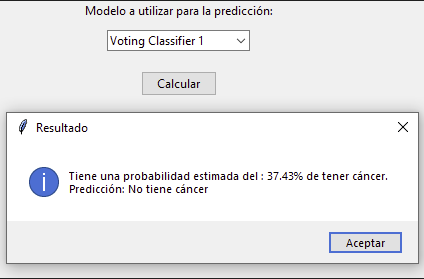 Modelo a utilizar para la predicción:
Voting Classifier 1
Calcular
Resultado
Tiene una probabilidad estimada del : 37.43% de tener cáncer.
Predicción: No tiene cáncer
Aceptar